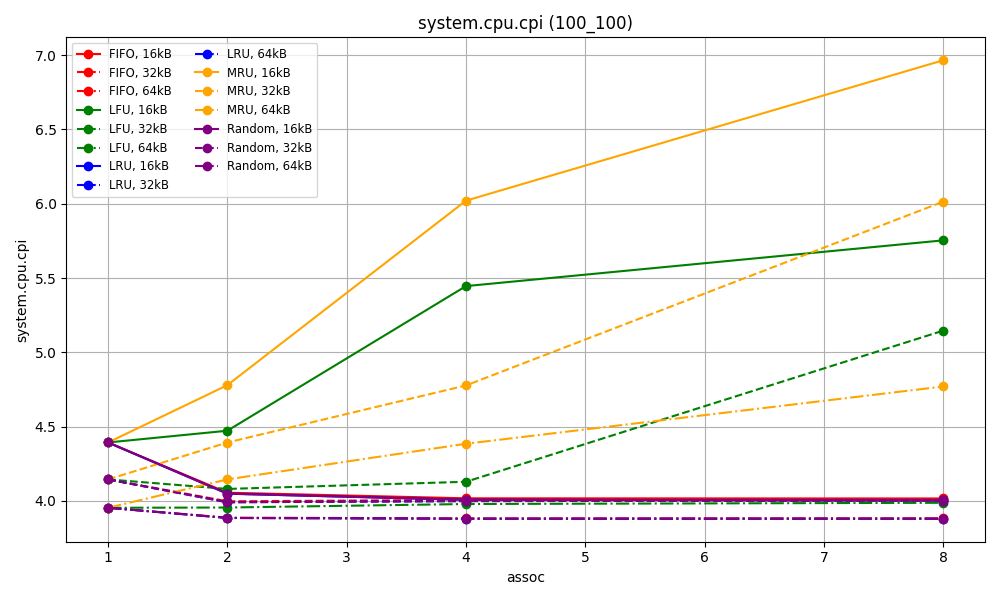 system.cpu.cpi (100_100)
FIFO, 16kB
FIFO, 32kB
FIFO, 64kB
LFU, 16kB
LFU, 32kB
LFU, 64kB
LRU, 16kB
LRU, 32kB
LRU, 64kB
MRU, 16kB
MRU, 32kB
MRU, 64kB
Random, 16kB
Random, 32kB
Random, 64kB
system.cpu.cpi
7.0
6.5
6.0
5.5
5.0
4.5
4.0
1 2 3 4 5 6 7 8
assoc